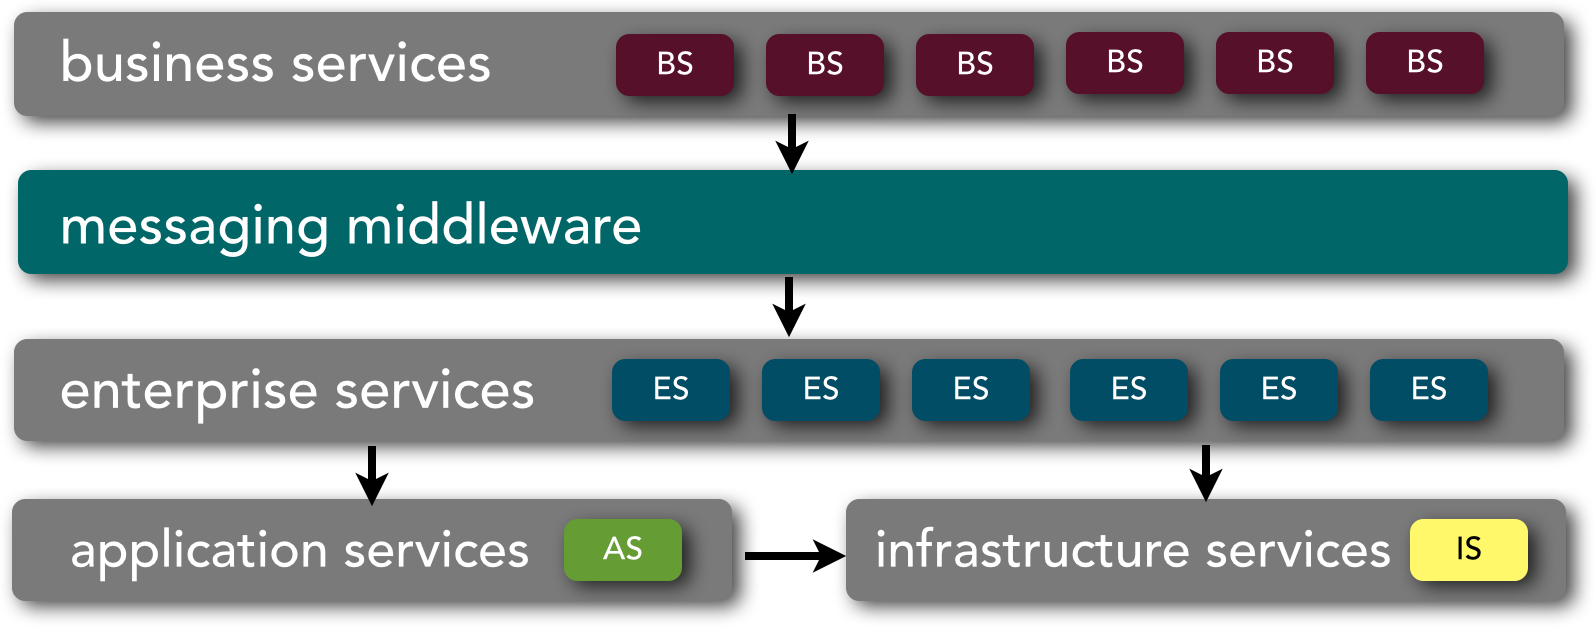 business services BS BS BS BS BS BS
messaging middleware
enterprise services ES ES ES ES ES ES
application services AS infrastructure services IS